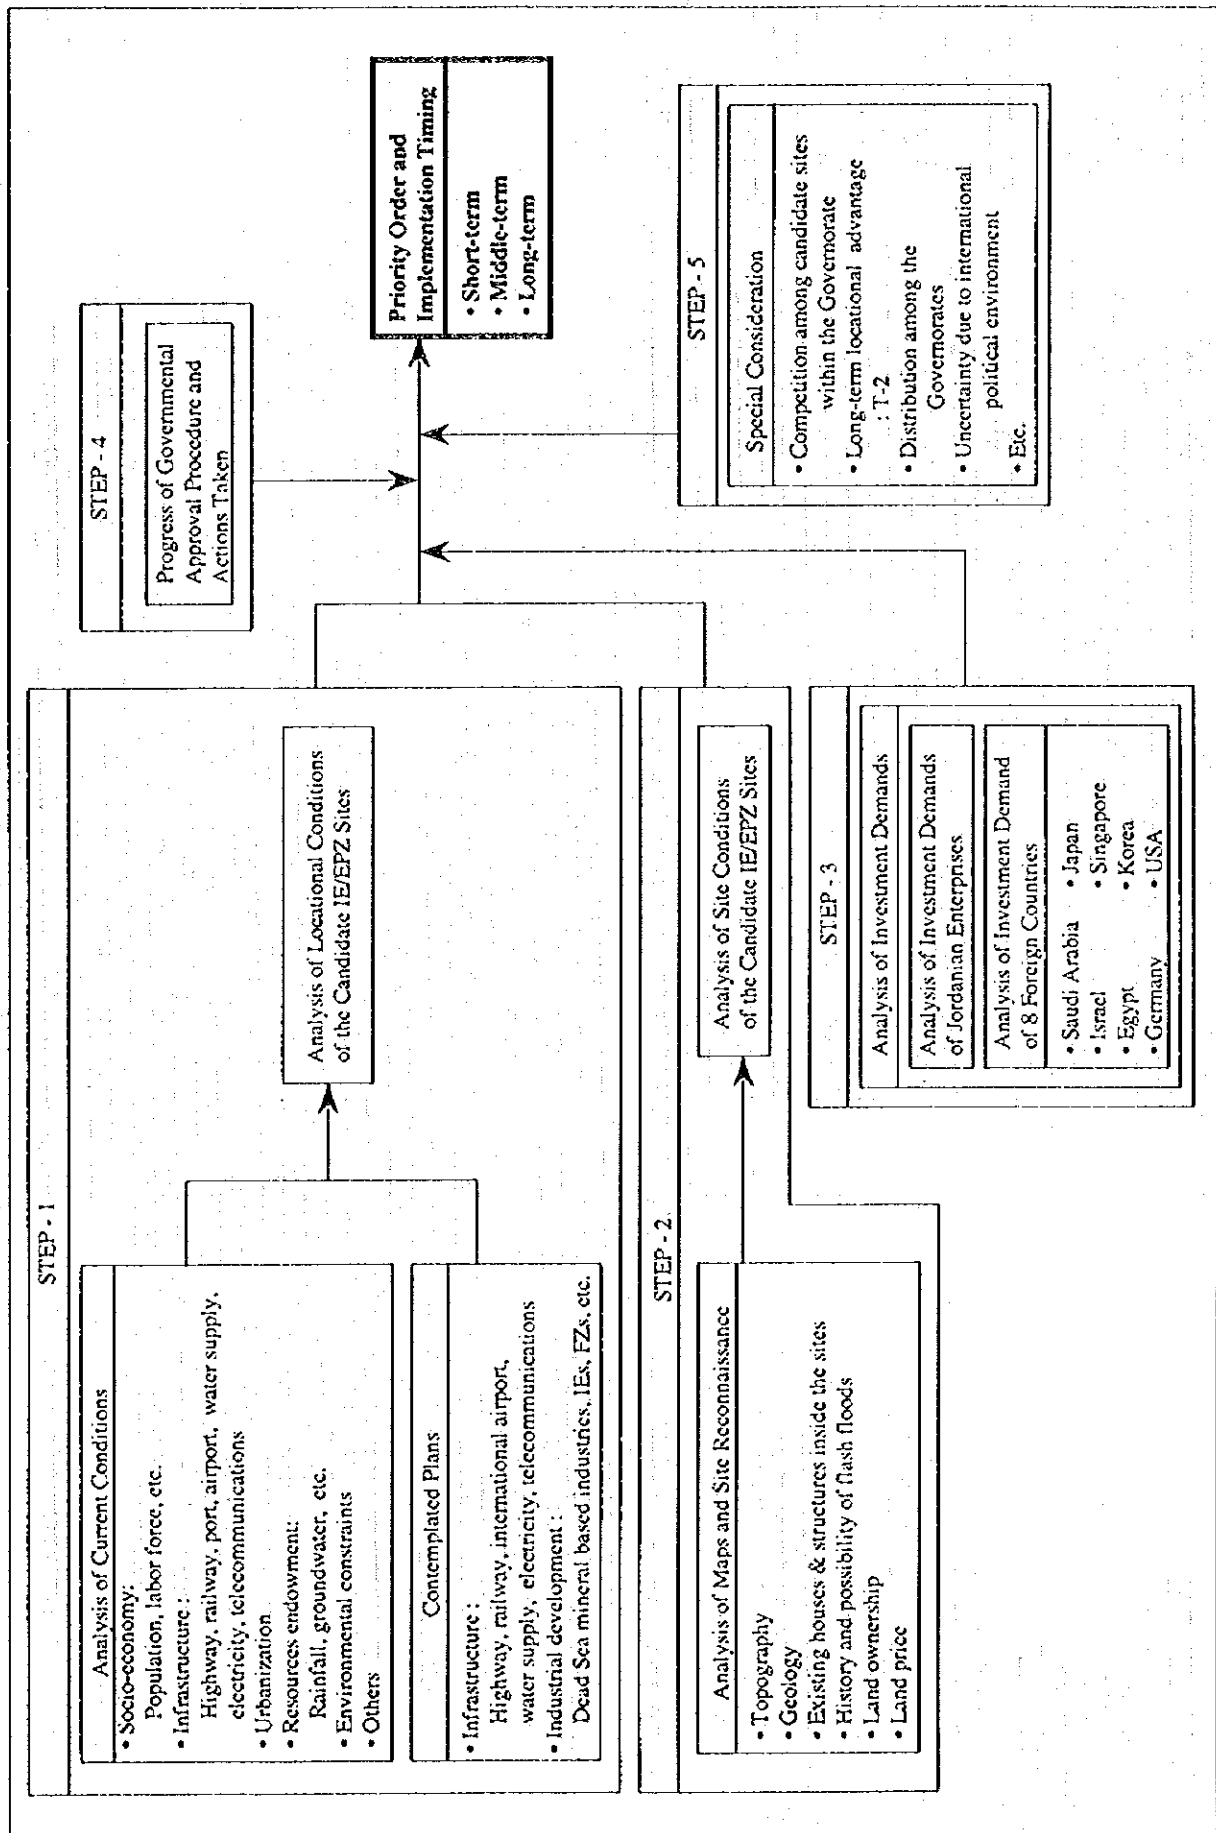 STEP - 1
Analysis of Current Conditions
• Socio-economy:
Population, labor force, etc.
• Infrastructure :
Highway, railway, port, airport, water supply,
electricity, telecommunications
• Urbanization
• Resources endowment:
Rainfall, groundwater, etc.
• Environmental constraints
• Others
Contemplated Plans
• Infrastructure :
Highway, railway, international airport,
water supply, electricity, telecommunications
• Industrial development :
Dead Sea mineral based industries, IEs, FZs, etc.
Analysis of Locational Conditions
of the Candidate IE/EPZ Sites
STEP - 2
Analysis of Maps and Site Reconnaissance
• Topography
• Geology
• Existing houses & structures inside the sites
• History and possibility of flash floods
• Land ownership
• Land price
Analysis of Site Conditions
of the Candidate IE/EPZ Sites
STEP - 3
Analysis of Investment Demands
Analysis of Investment Demands
of Jordanian Enterprises
Analysis of Investment Demand
of 8 Foreign Countries
• Saudi Arabia • Japan
• Israel • Singapore
• Egypt • Korea
• Germany • USA
STEP - 4
Progress of Governmental
Approval Procedure and
Actions Taken
STEP - 5
Special Consideration
• Competition among candidate sites
within the Governorate
• Long-term locational advantage
: T-2
• Distribution among the
Governorates
• Uncertainty due to international
political environment
• Etc.
Priority Order and
Implementation Timing
• Short-term
• Middle-term
• Long-term